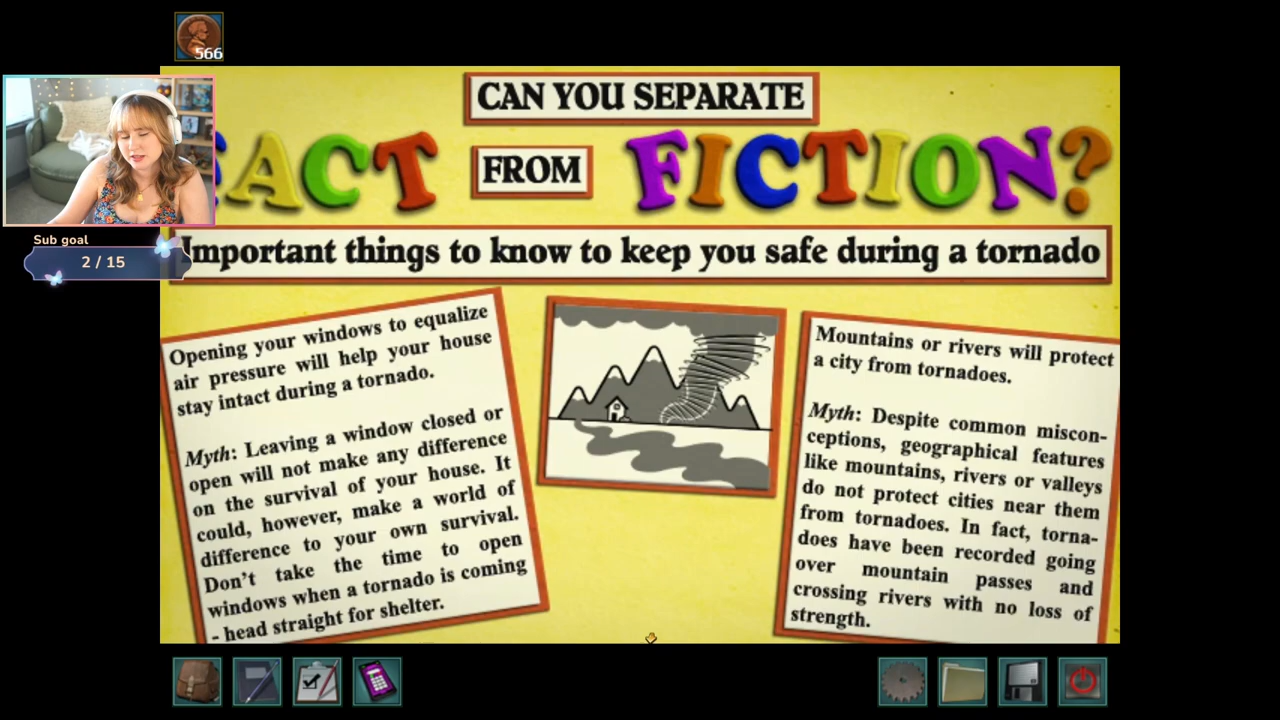 566
CAN YOU SEPARATE
ACT FROM FICTION?
Important things to know to keep you safe during a tornado
Sub goal
2 / 15
Opening your windows to equalize
air pressure will help your house
stay intact during a tornado.
Myth: Leaving a window closed or
open will not make any difference
on the survival of your house. It
could, however, make a world of
difference to your own survival.
Don't take the time to open
windows when a tornado is coming
- head straight for shelter.
Mountains or rivers will protect
a city from tornadoes.
Myth: Despite common miscon-
ceptions, geographical features
like mountains, rivers or valleys
do not protect cities near them
from tornadoes. In fact, torna-
does have been recorded going
over mountain passes and
crossing rivers with no loss of
strength.